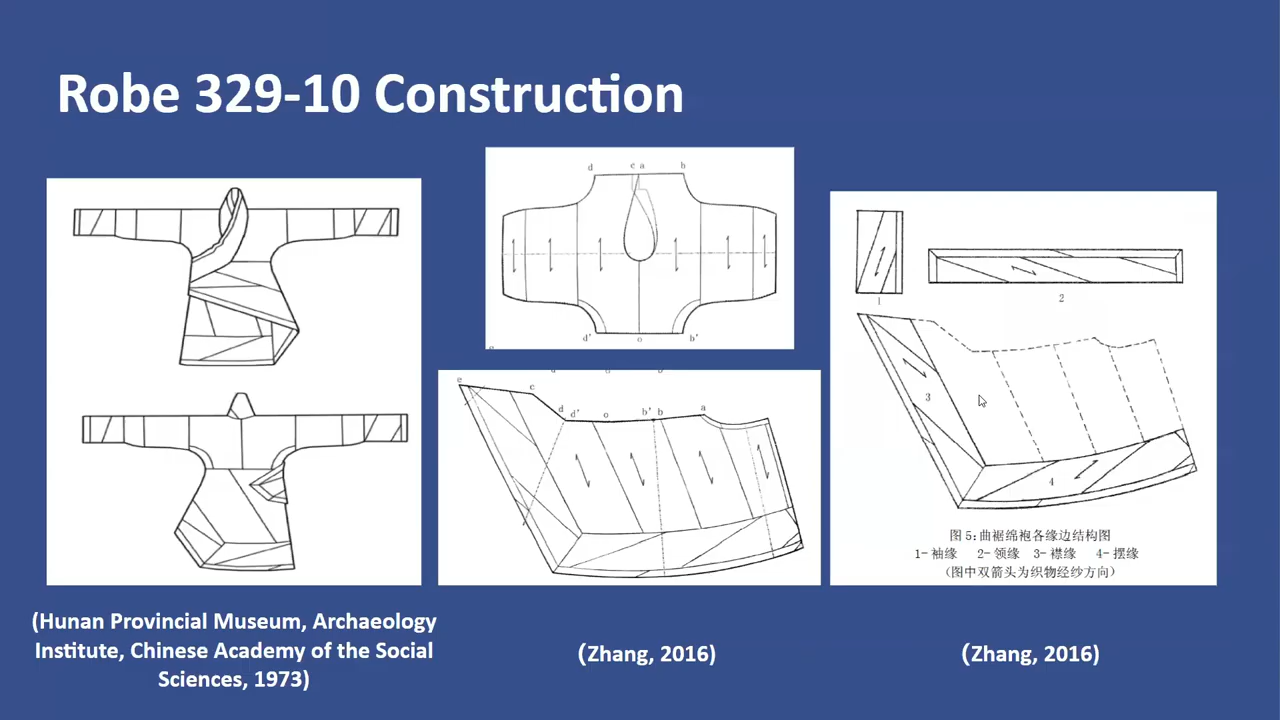 Robe 329-10 Construction
d c a h
d' o b'
e c d d' o b' b a
1 2
3
4
图 5:曲裾绵袍各缘边结构图
1-袖缘 2-领缘 3-襟缘 4-摆缘
(图中双箭头为织物经纱方向)
(Hunan Provincial Museum, Archaeology
Institute, Chinese Academy of the Social
Sciences, 1973)
(Zhang, 2016)
(Zhang, 2016)